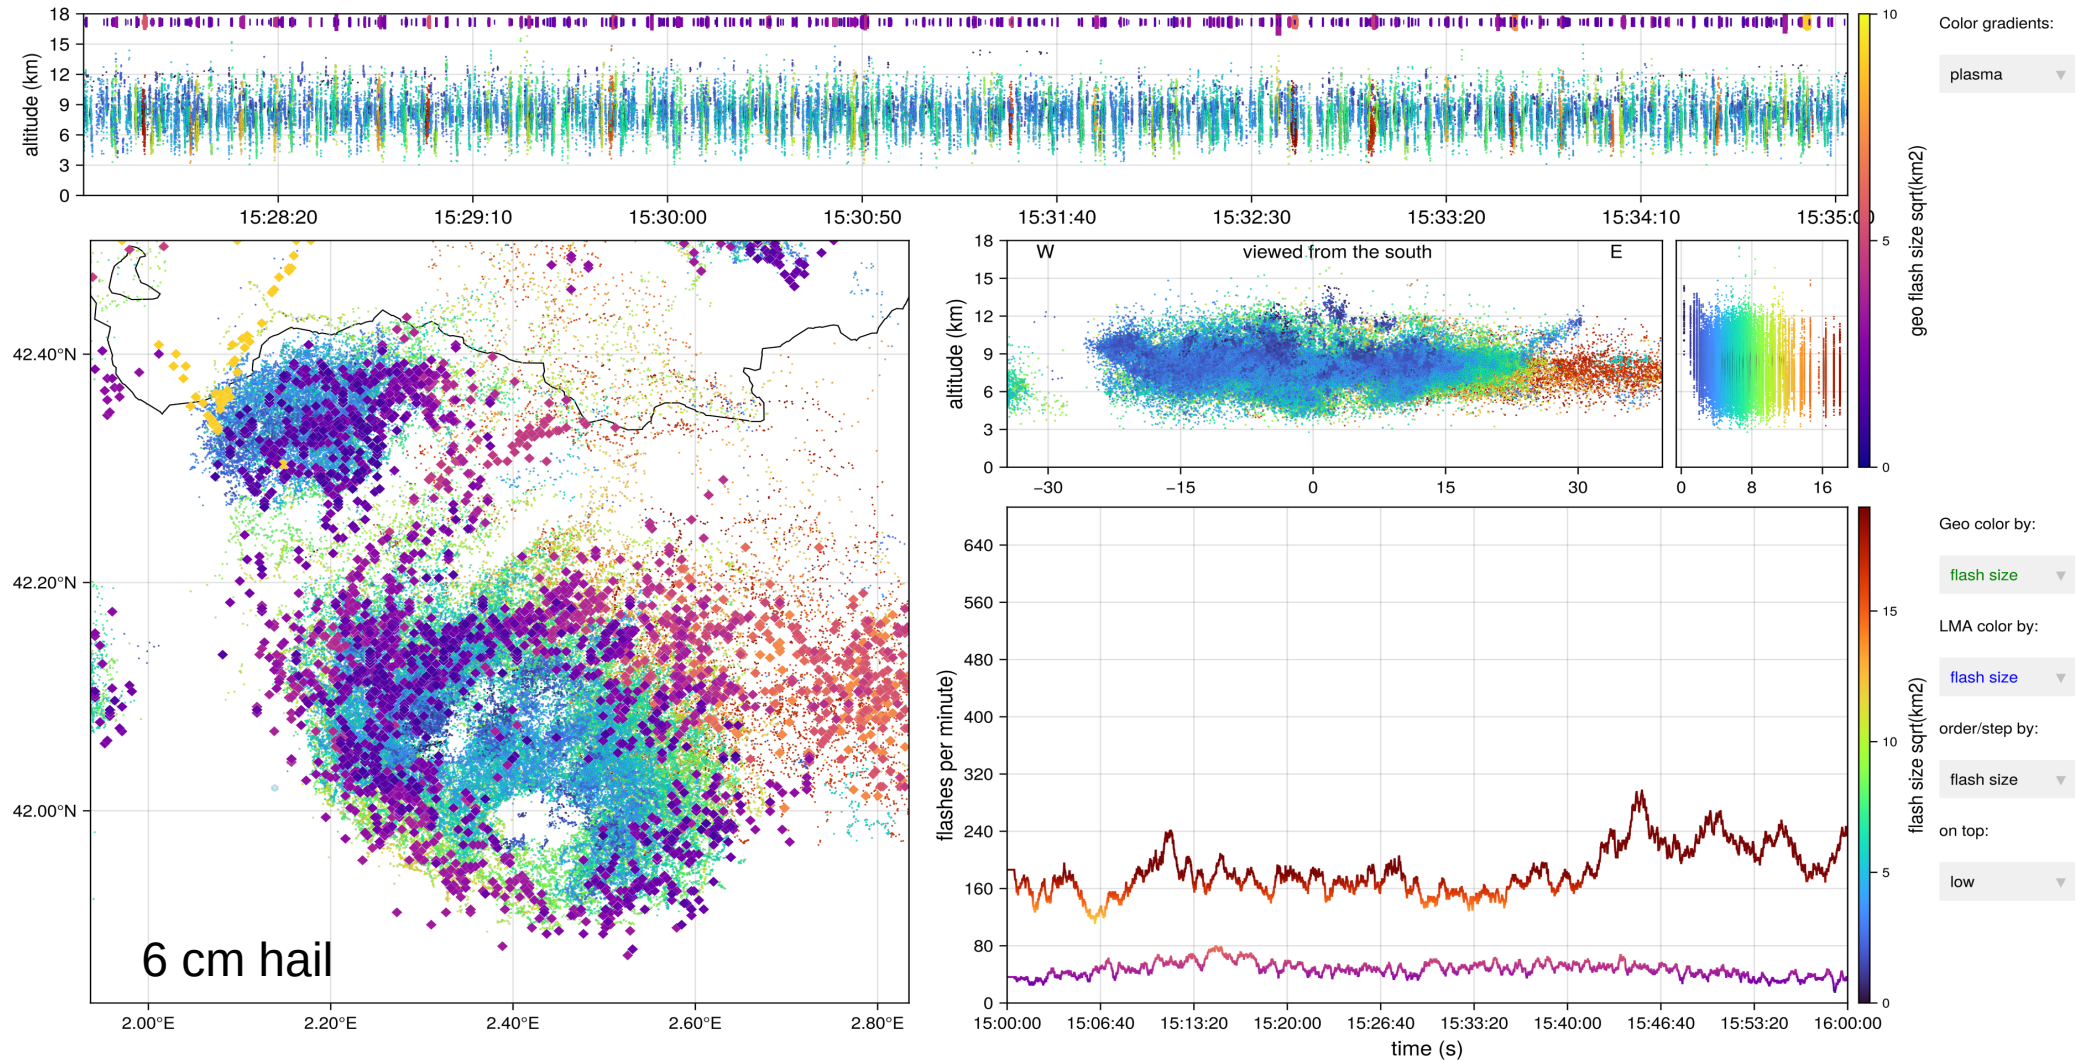 18
15
12
9
6
3
0
altitude (km)
15:28:20
15:29:10
15:30:00
15:30:50
15:31:40
15:32:30
15:33:20
15:34:10
15:35:00
10
5
0
geo flash size sqrt(km2)
Color gradients:
plasma
42.40°N
42.20°N
42.00°N
2.00°E
2.20°E
2.40°E
2.60°E
2.80°E
6 cm hail
18
15
12
9
6
3
0
altitude (km)
W
viewed from the south
E
−30
−15
0
15
30
0
8
16
640
560
480
400
320
240
160
80
0
flashes per minute)
15:00:00
15:06:40
15:13:20
15:20:00
15:26:40
15:33:20
15:40:00
15:46:40
15:53:20
16:00:00
time (s)
15
10
5
0
flash size sqrt(km2)
Geo color by:
flash size
LMA color by:
flash size
order/step by:
flash size
on top:
low